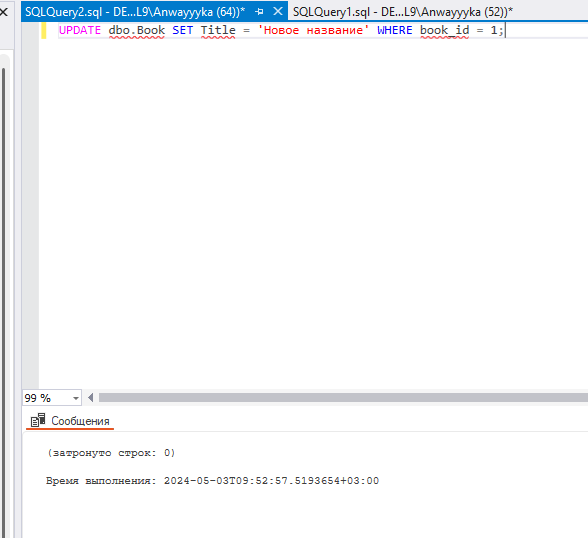 SQLQuery2.sql - DE...L9\Anwayyyka (64))* SQLQuery1.sql - DE...L9\Anwayyyka (52))*
UPDATE dbo.Book SET Title = 'Новое название' WHERE book_id = 1;
99 %
Сообщения
(затронуто строк: 0)
Время выполнения: 2024-05-03T09:52:57.5193654+03:00